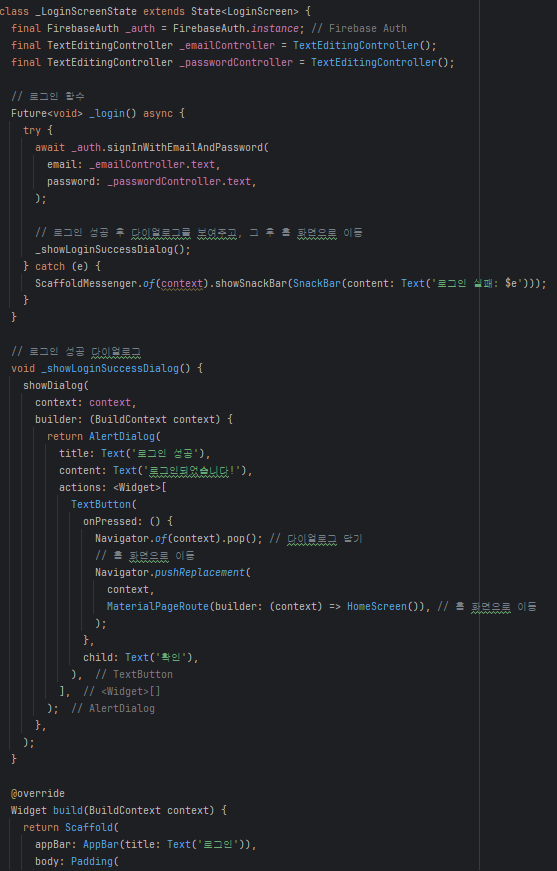 class _LoginScreenState extends State<LoginScreen> {
  final FirebaseAuth _auth = FirebaseAuth.instance; // Firebase Auth
  final TextEditingController _emailController = TextEditingController();
  final TextEditingController _passwordController = TextEditingController();

  // 로그인 함수
  Future<void> _login() async {
    try {
      await _auth.signInWithEmailAndPassword(
        email: _emailController.text,
        password: _passwordController.text,
      );

      // 로그인 성공 후 다이얼로그를 보여주고, 그 후 홈 화면으로 이동
      _showLoginSuccessDialog();
    } catch (e) {
      ScaffoldMessenger.of(context).showSnackBar(SnackBar(content: Text('로그인 실패: $e')));
    }
  }

  // 로그인 성공 다이얼로그
  void _showLoginSuccessDialog() {
    showDialog(
      context: context,
      builder: (BuildContext context) {
        return AlertDialog(
          title: Text('로그인 성공'),
          content: Text('로그인되었습니다!'),
          actions: <Widget>[
            TextButton(
              onPressed: () {
                Navigator.of(context).pop(); // 다이얼로그 닫기
                // 홈 화면으로 이동
                Navigator.pushReplacement(
                  context,
                  MaterialPageRoute(builder: (context) => HomeScreen()), // 홈 화면으로 이동
                );
              },
              child: Text('확인'),
            ), // TextButton
          ], // <Widget>[]
        ); // AlertDialog
      },
    );
  }

  @override
  Widget build(BuildContext context) {
    return Scaffold(
      appBar: AppBar(title: Text('로그인')),
      body: Padding(